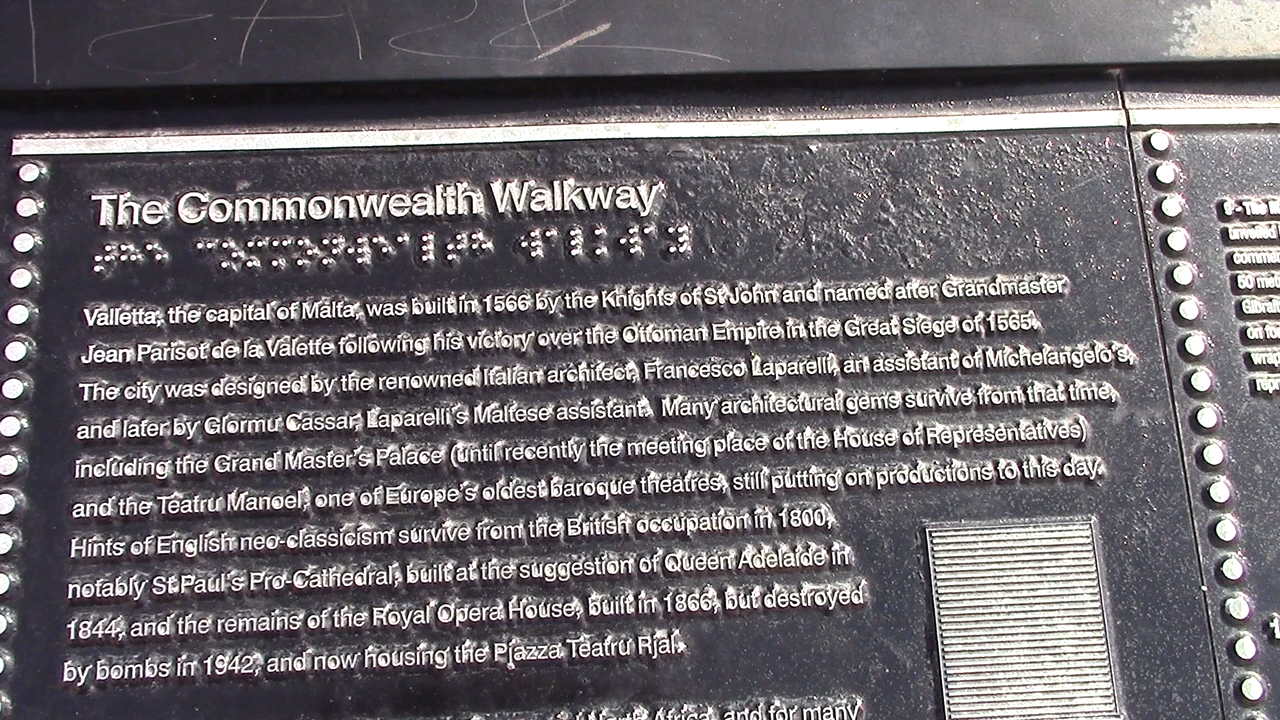 The Commonwealth Walkway
Valletta, the capital of Malta, was built in 1566 by the Knights of St John and named after Grandmaster
Jean Parisot de la Valette following his victory over the Ottoman Empire in the Great Siege of 1565.
The city was designed by the renowned Italian architect, Francesco Laparelli, an assistant of Michelangelo's,
and later by Glormu Cassar, Laparelli's Maltese assistant. Many architectural gems survive from that time,
including the Grand Master's Palace (until recently the meeting place of the House of Representatives)
and the Teatru Manoel, one of Europe's oldest baroque theatres, still putting on productions to this day.
Hints of English neo-classicism survive from the British occupation in 1800,
notably St Paul's Pro-Cathedral, built at the suggestion of Queen Adelaide in
1844, and the remains of the Royal Opera House, built in 1866, but destroyed
by bombs in 1942, and now housing the Pjazza Teatru Rjal.
North Africa, and for many
unveiled
on